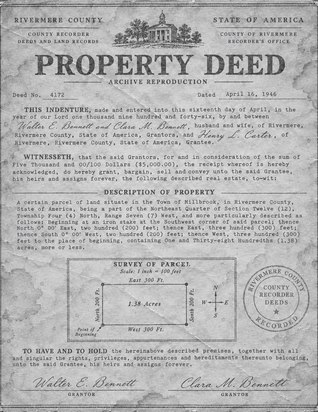 RIVERMERE COUNTY
STATE OF AMERICA
COUNTY RECORDER
DEEDS AND LAND RECORDS
COUNTY OF RIVERMERE
RECORDER'S OFFICE
PROPERTY DEED
ARCHIVE REPRODUCTION
Deed No. 4172
Dated April 16, 1946
THIS INDENTURE, made and entered into this sixteenth day of April, in the
year of our Lord one thousand nine hundred and forty-six, by and between
Walter E. Bennett and Clara M. Bennett, husband and wife, of Rivermere,
Rivermere County, State of America, Grantors, and Henry L. Carter, of
Rivermere, Rivermere County, State of America, Grantee.
WITNESSETH, that the said Grantors, for and in consideration of the sum of
Five Thousand and 00/100 Dollars ($5,000.00), the receipt whereof is hereby
acknowledged, do hereby grant, bargain, sell and convey unto the said Grantee,
his heirs and assigns forever, the following described real estate, to-wit:
DESCRIPTION OF PROPERTY
A certain parcel of land situate in the Town of Millbrook, in Rivermere County,
State of America, being a part of the Northeast Quarter of Section Twelve (12),
Township Four (4) North, Range Seven (7) West, and more particularly described as
follows: beginning at an iron stake at the Southwest corner of said parcel; thence
North 0° 00' East, two hundred (200) feet; thence East, three hundred (300) feet;
thence South 0° 00' West, two hundred (200) feet; thence West, three hundred (300)
feet to the place of beginning, containing One and Thirty-eight Hundredths (1.38)
acres, more or less.
SURVEY OF PARCEL
Scale: 1 inch = 100 feet
East 300 Ft.
North 200 Ft.
1.38 Acres
South 200 Ft.
N
W E
S
Point of
Beginning
West 300 Ft.
RIVERMERE COUNTY
COUNTY
RECORDER
DEEDS
RECORDED
TO HAVE AND TO HOLD the hereinabove described premises, together with all
and singular the rights, privileges, appurtenances and hereditaments thereunto belonging,
unto the said Grantee, his heirs and assigns forever.
Walter E. Bennett
Clara M. Bennett
GRANTOR
GRANTOR